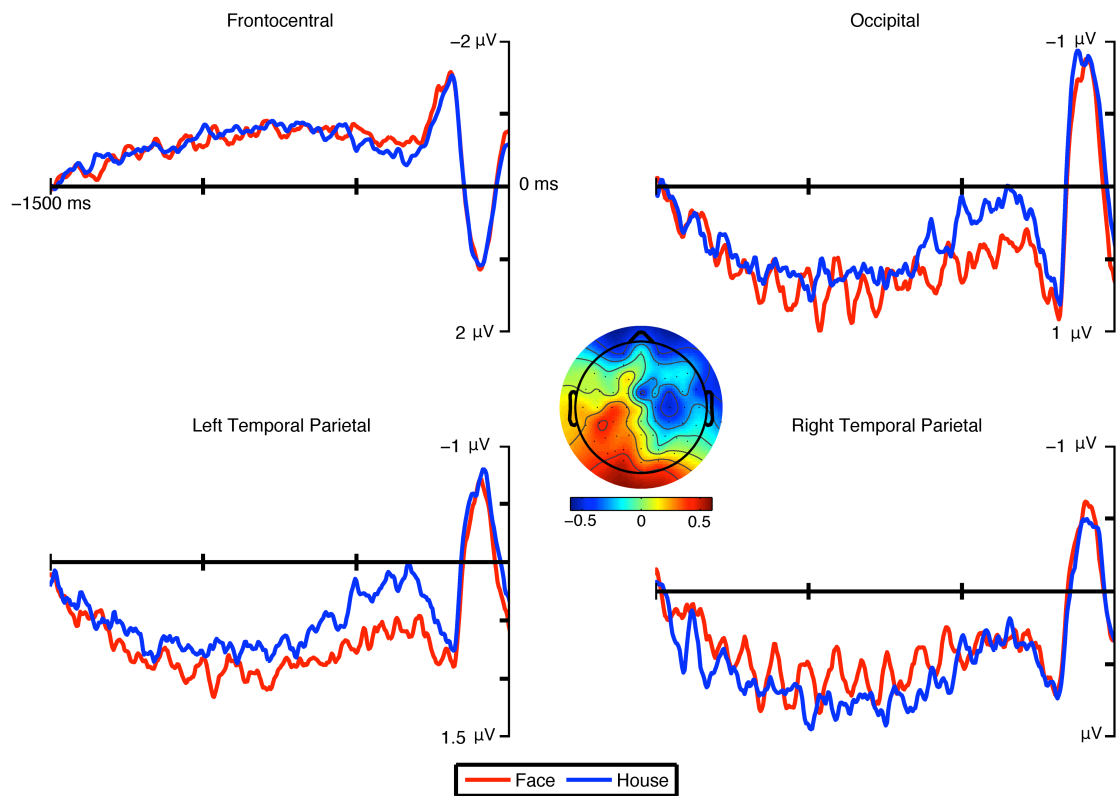 Frontocentral
Occipital
−2 µV
−1 µV
0 ms
−1500 ms
2 µV
1 µV
Left Temporal Parietal
Right Temporal Parietal
−1 µV
−1 µV
−0.5 0 0.5
1.5 µV
µV
Face House